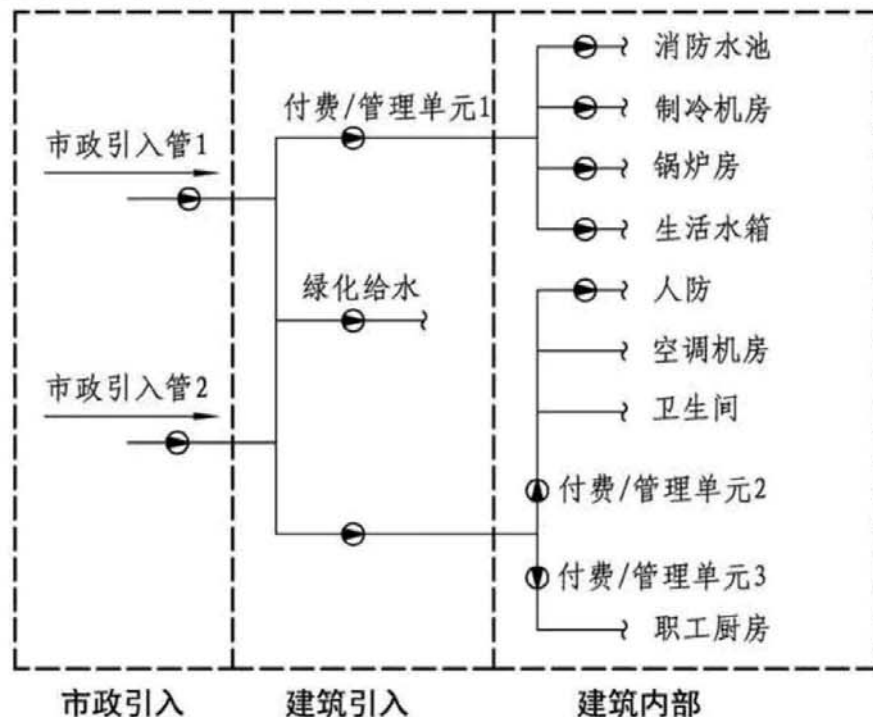 消防水池
付费/管理单元1
制冷机房
市政引入管1
锅炉房
生活水箱
绿化给水
人防
空调机房
市政引入管2
卫生间
付费/管理单元2
付费/管理单元3
职工厨房
市政引入
建筑引入
建筑内部